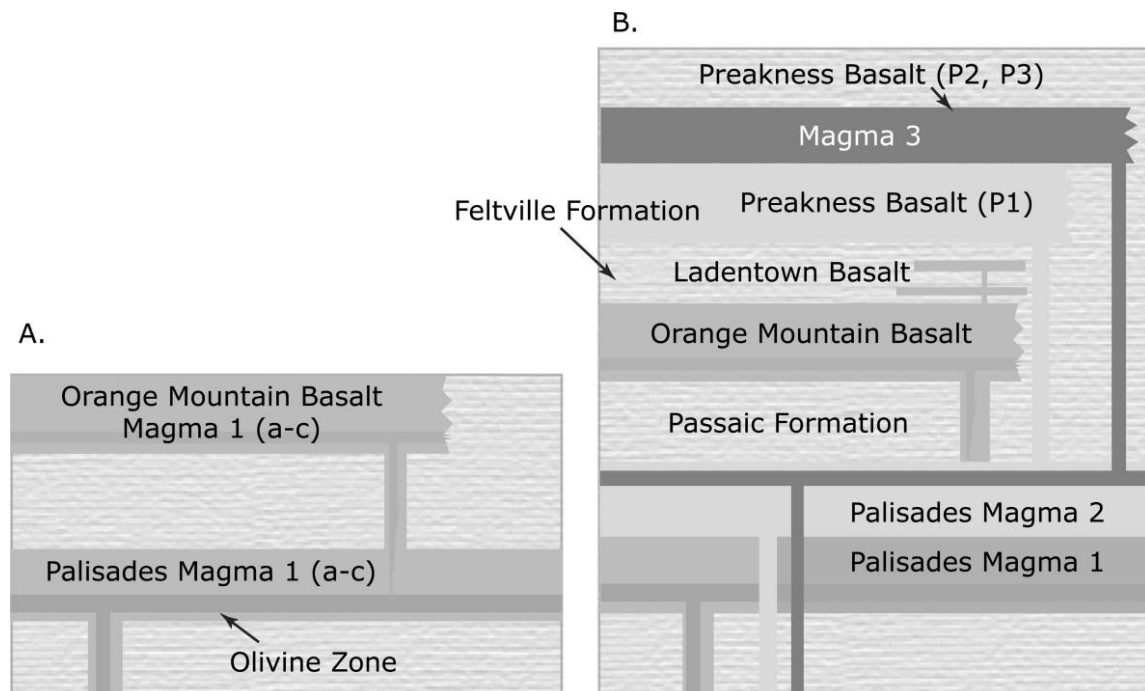 A.
Orange Mountain Basalt
Magma 1 (a-c)
Palisades Magma 1 (a-c)
Olivine Zone
B.
Preakness Basalt (P2, P3)
Magma 3
Preakness Basalt (P1)
Feltville Formation
Ladentown Basalt
Orange Mountain Basalt
Passaic Formation
Palisades Magma 2
Palisades Magma 1